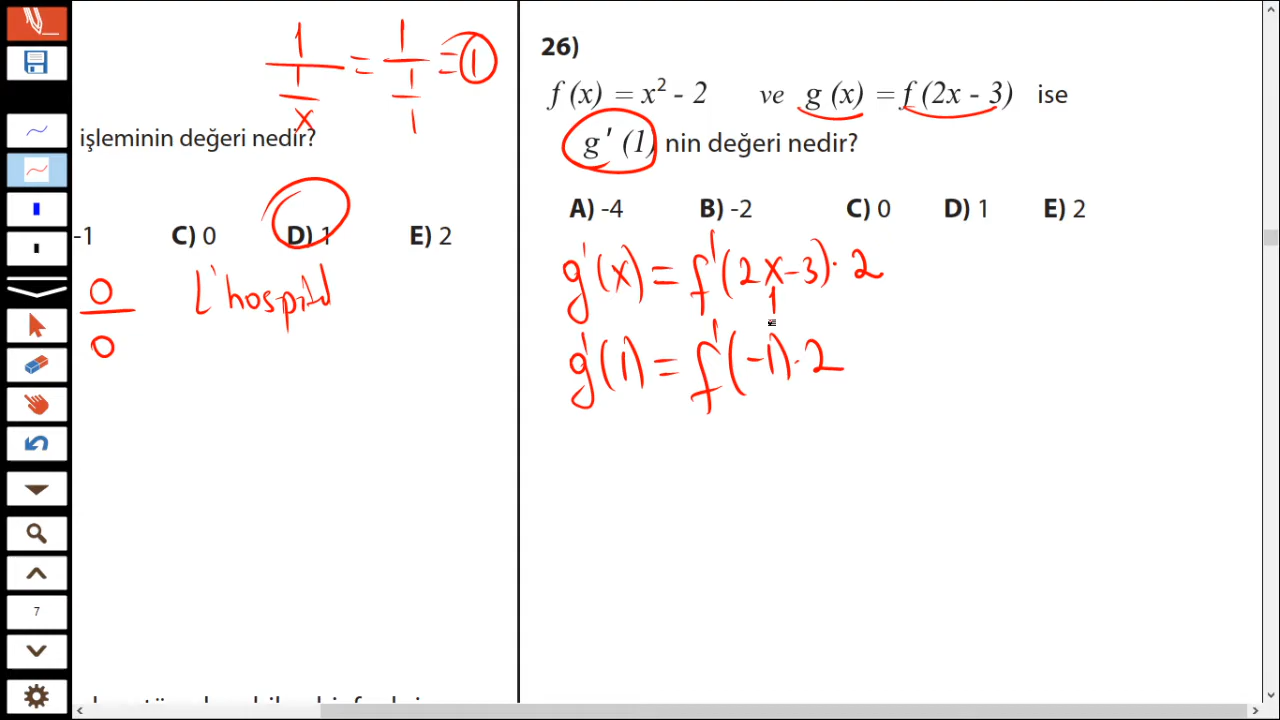 1/(1/x) = 1/(1/1) = 1
işleminin değeri nedir?
-1 C) 0 D) 1 E) 2
0/0 L'hospital
7
26)
f (x) = x² - 2 ve g (x) = f (2x - 3) ise
g ' (1) nin değeri nedir?
A) -4 B) -2 C) 0 D) 1 E) 2
g'(x) = f'(2x-3)·2
1
g'(1) = f'(-1)·2